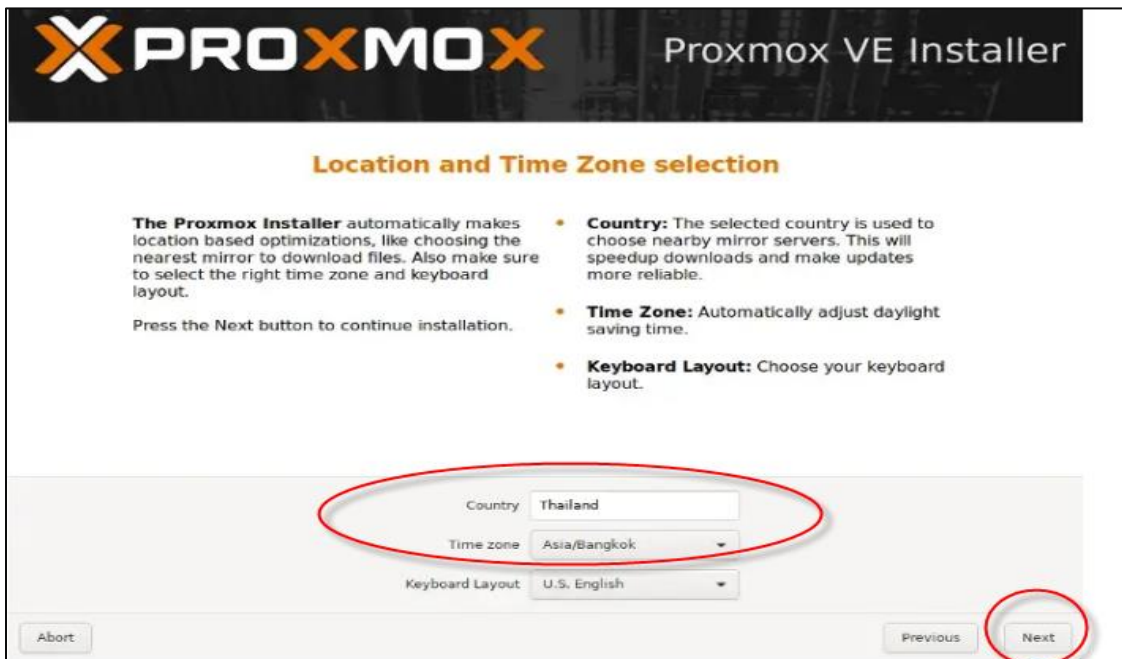 PROXMOX
Proxmox VE Installer
Location and Time Zone selection
The Proxmox Installer automatically makes
location based optimizations, like choosing the
nearest mirror to download files. Also make sure
to select the right time zone and keyboard
layout.
Press the Next button to continue installation.
• Country: The selected country is used to
choose nearby mirror servers. This will
speedup downloads and make updates
more reliable.
• Time Zone: Automatically adjust daylight
saving time.
• Keyboard Layout: Choose your keyboard
layout.
Country Thailand
Time zone Asia/Bangkok
Keyboard Layout U.S. English
Abort Previous Next